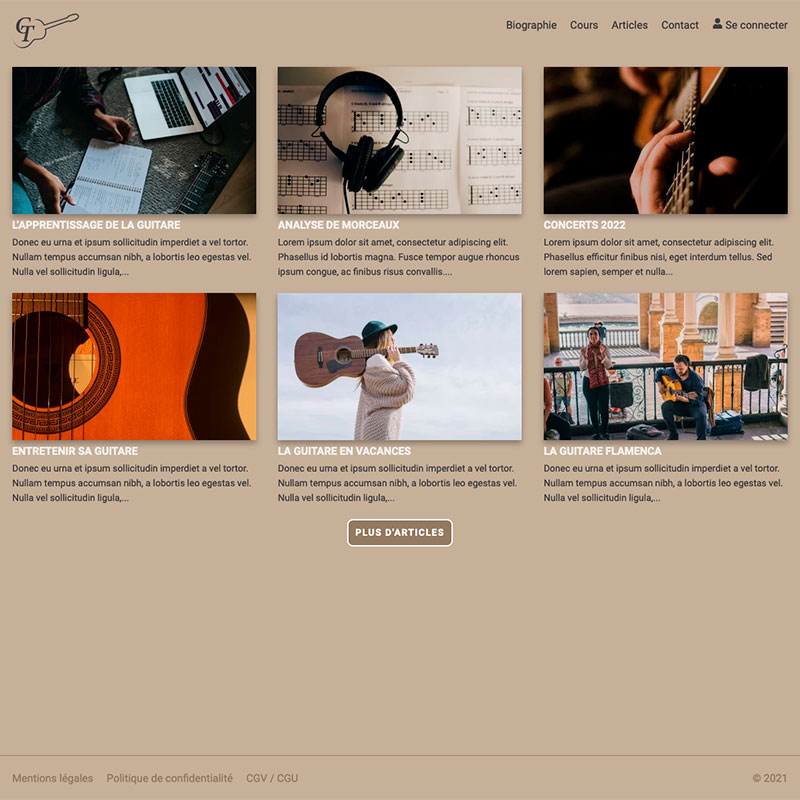 GT
Biographie Cours Articles Contact Se connecter
L'APPRENTISSAGE DE LA GUITARE
Donec eu urna et ipsum sollicitudin imperdiet a vel tortor.
Nullam tempus accumsan nibh, a lobortis leo egestas vel.
Nulla vel sollicitudin ligula,...
ANALYSE DE MORCEAUX
Lorem ipsum dolor sit amet, consectetur adipiscing elit.
Phasellus id lobortis magna. Fusce tempor augue rhoncus
ipsum congue, ac finibus risus convallis....
CONCERTS 2022
Lorem ipsum dolor sit amet, consectetur adipiscing elit.
Phasellus efficitur finibus nisi, eget interdum tellus. Sed
lorem sapien, semper et nulla...
ENTRETENIR SA GUITARE
Donec eu urna et ipsum sollicitudin imperdiet a vel tortor.
Nullam tempus accumsan nibh, a lobortis leo egestas vel.
Nulla vel sollicitudin ligula,...
LA GUITARE EN VACANCES
Donec eu urna et ipsum sollicitudin imperdiet a vel tortor.
Nullam tempus accumsan nibh, a lobortis leo egestas vel.
Nulla vel sollicitudin ligula,...
LA GUITARE FLAMENCA
Donec eu urna et ipsum sollicitudin imperdiet a vel tortor.
Nullam tempus accumsan nibh, a lobortis leo egestas vel.
Nulla vel sollicitudin ligula,...
PLUS D'ARTICLES
Mentions légales Politique de confidentialité CGV / CGU © 2021